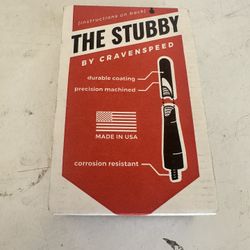 (instructions on back)
THE STUBBY
BY CRAVENSPEED
durable coating
precision machined
MADE IN USA
corrosion resistant